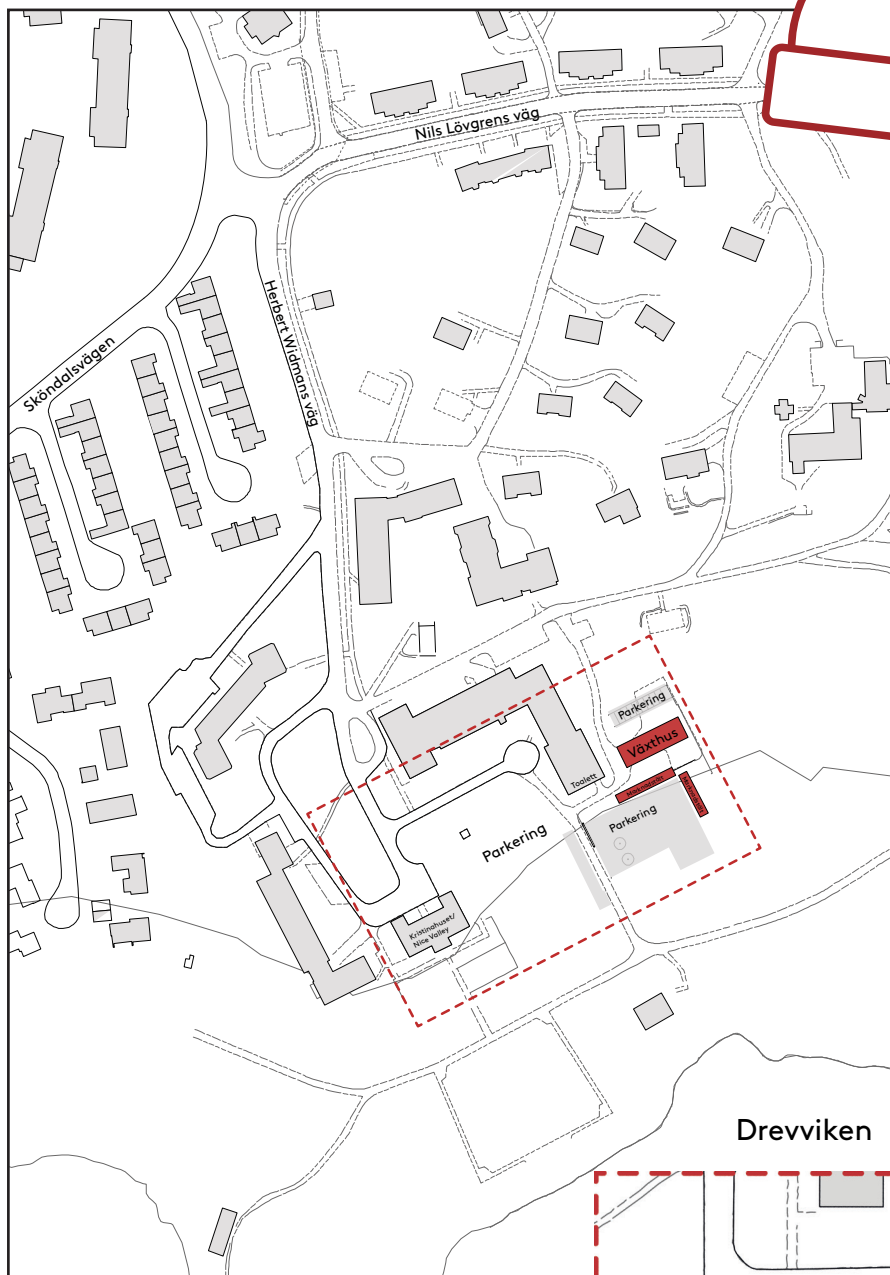 Nils Lövgrens väg
Herbert Widmans väg
Sköndalsvägen
Parkering
Växthus
Toalett
Parkering
Parkering
Kristinahuset/
Nice Valley
Drevviken